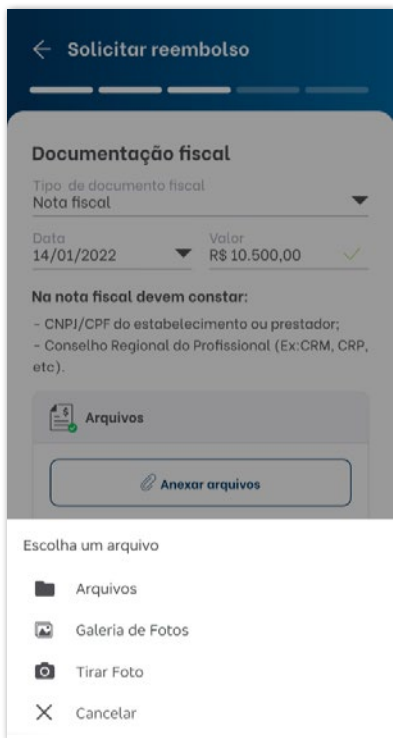 Solicitar reembolso
Documentação fiscal
Tipo de documento fiscal
Nota fiscal
Data
Valor
14/01/2022
R$ 10.500,00
Na nota fiscal devem constar:
- CNPJ/CPF do estabelecimento ou prestador;
- Conselho Regional do Profissional (Ex:CRM, CRP,
etc).
Arquivos
Anexar arquivos
Escolha um arquivo
Arquivos
Galeria de Fotos
Tirar Foto
Cancelar